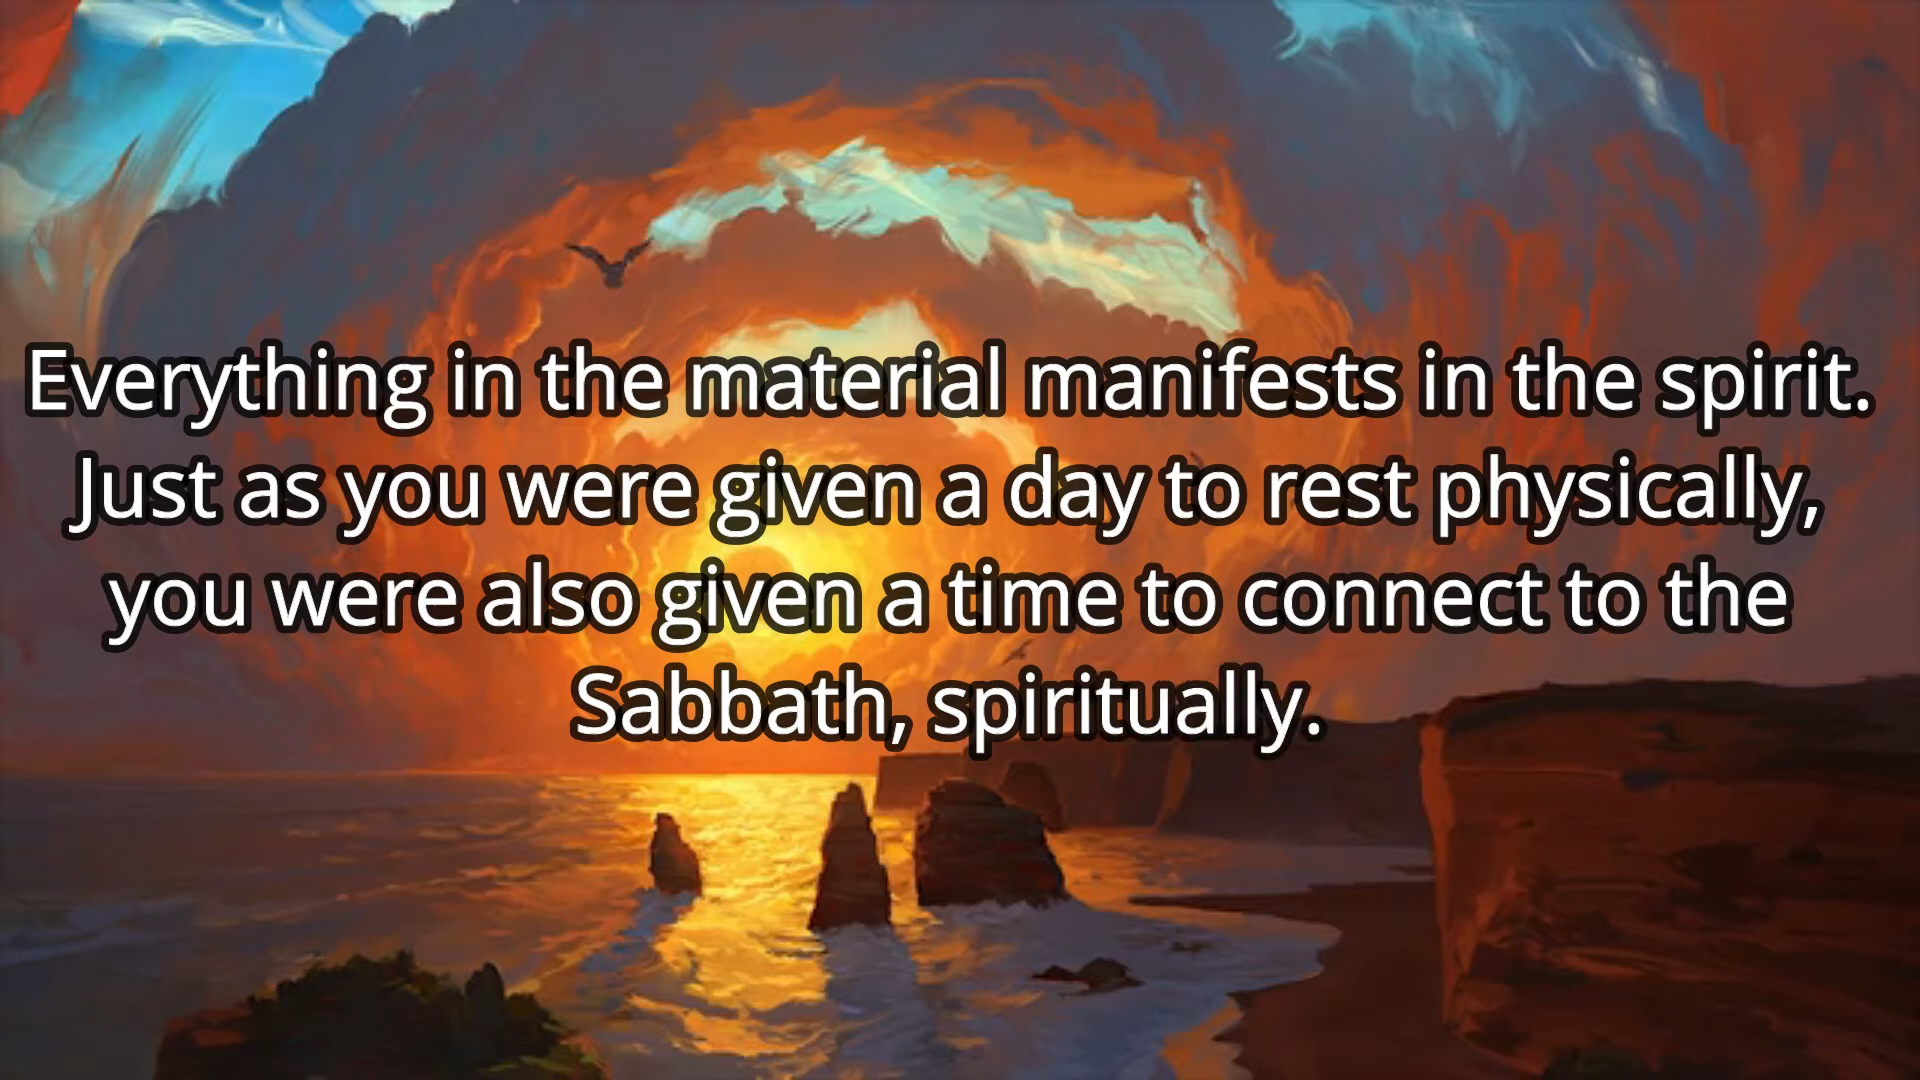 Everything in the material manifests in the spirit.
Just as you were given a day to rest physically,
you were also given a time to connect to the
Sabbath, spiritually.